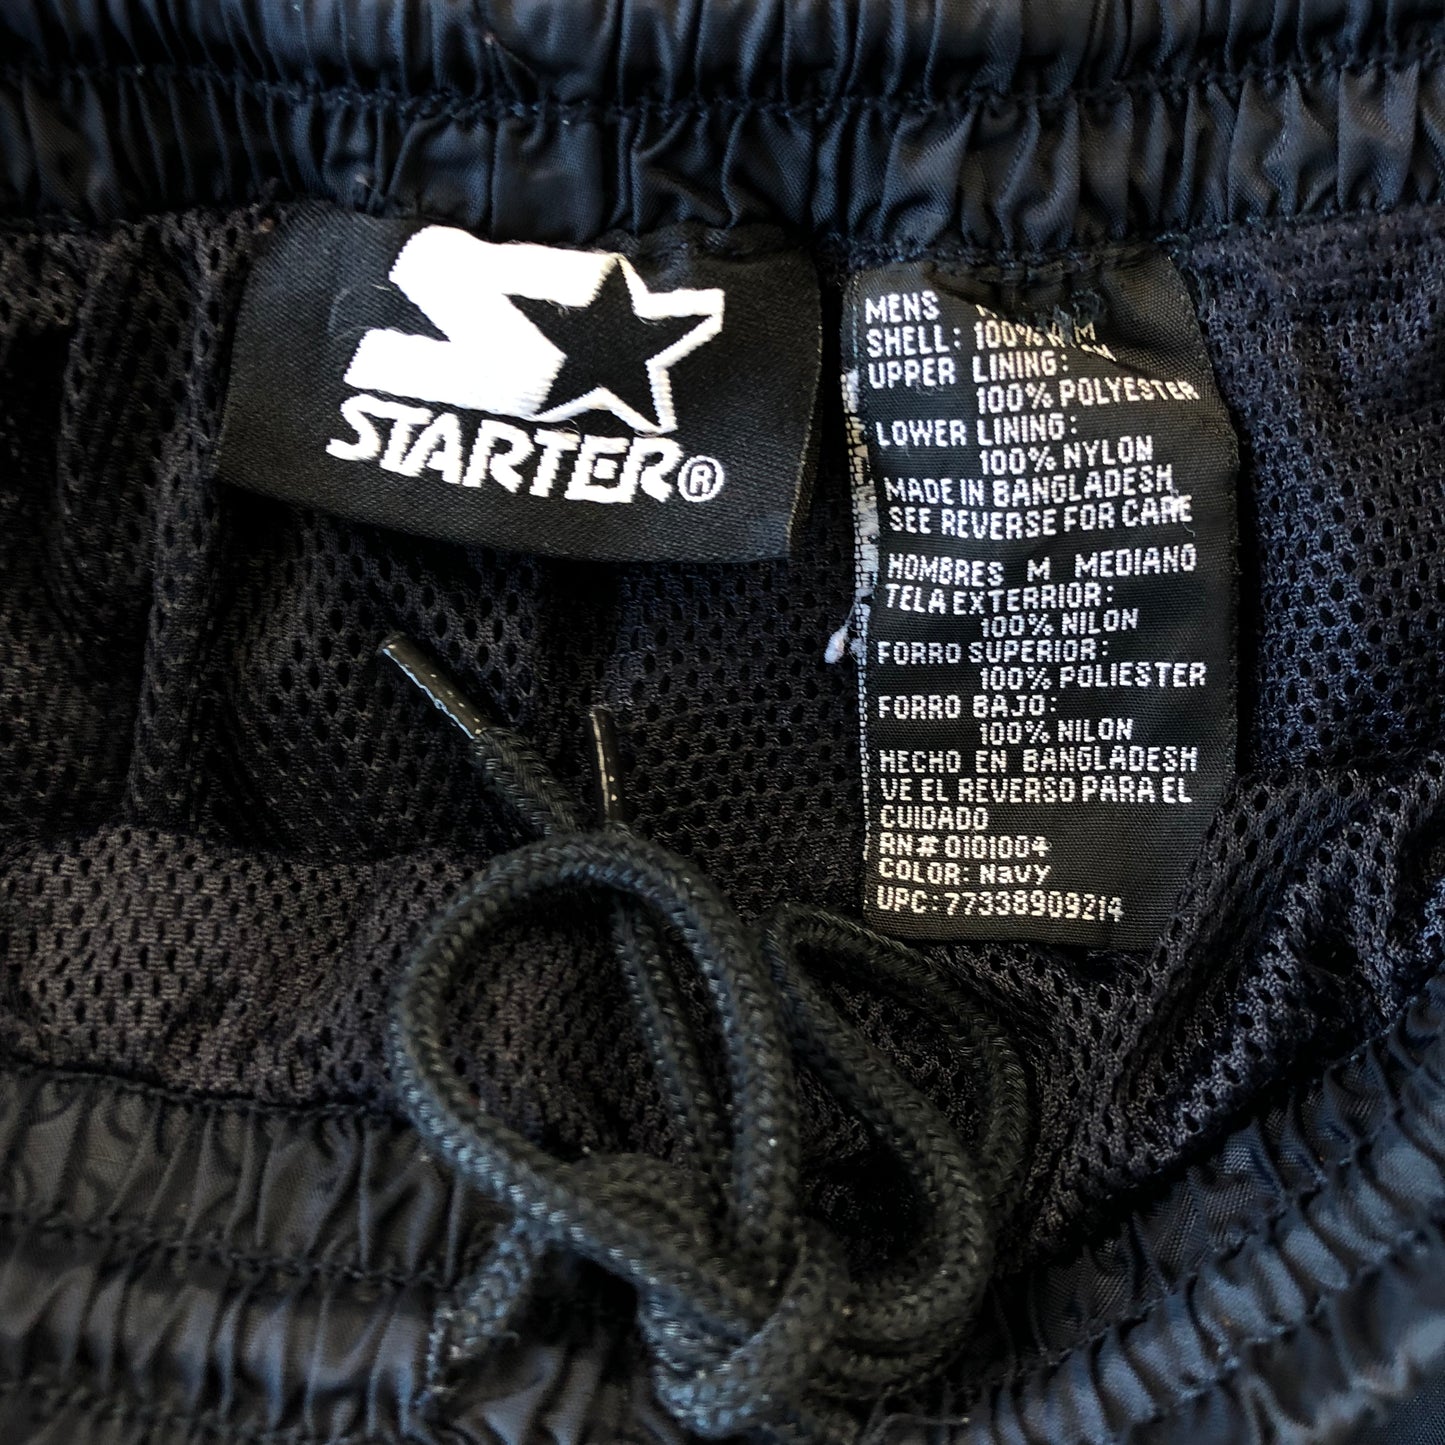 STARTER®
MENS M
SHELL: 100%
UPPER LINING:
100% POLYESTER
LOWER LINING:
100% NYLON
MADE IN BANGLADESH
SEE REVERSE FOR CARE
HOMBRES M MEDIANO
TELA EXTERRIOR:
100% NILON
FORRO SUPERIOR:
100% POLIESTER
FORRO BAJO:
100% NILON
HECHO EN BANGLADESH
VE EL REVERSO PARA EL
CUIDADO
RN# 0101004
COLOR: Navy
UPC: 77338909214